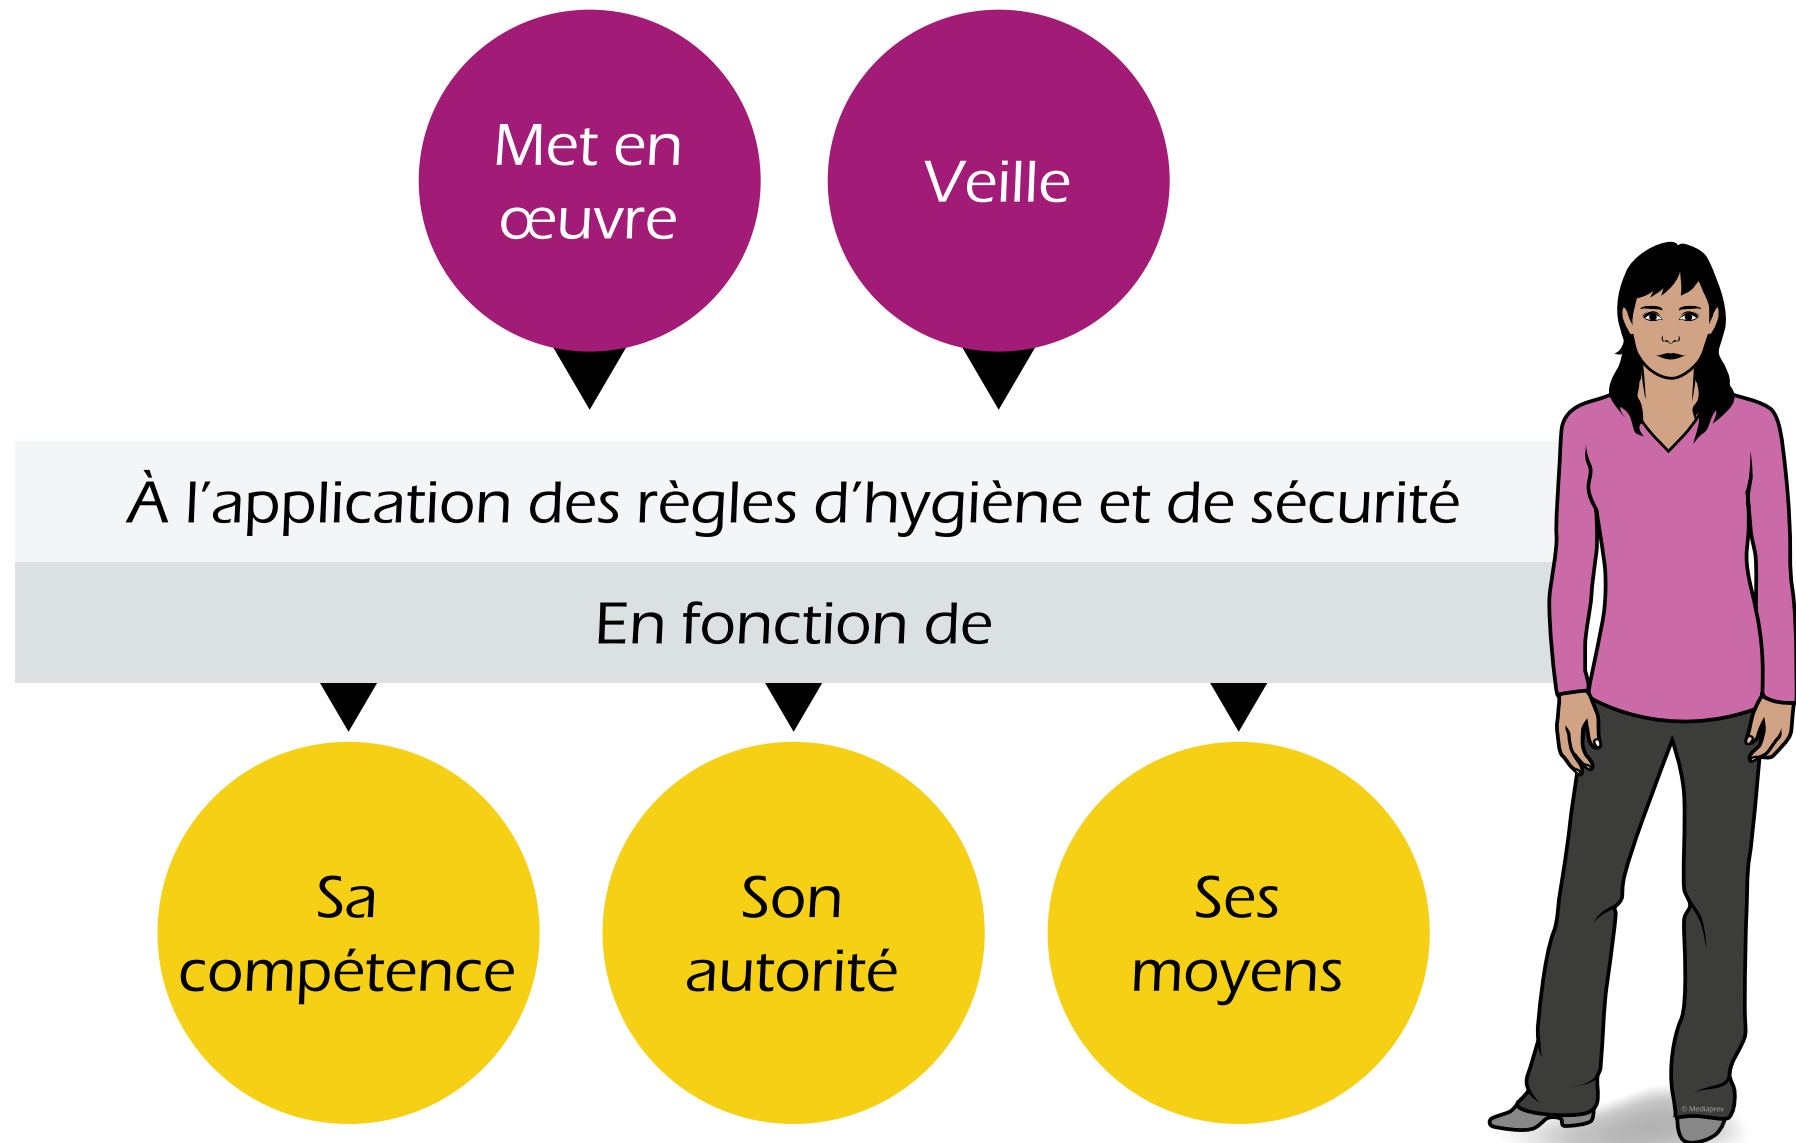 Met en
œuvre
Veille
À l’application des règles d’hygiène et de sécurité
En fonction de
Sa
compétence
Son
autorité
Ses
moyens
© Mediaprev